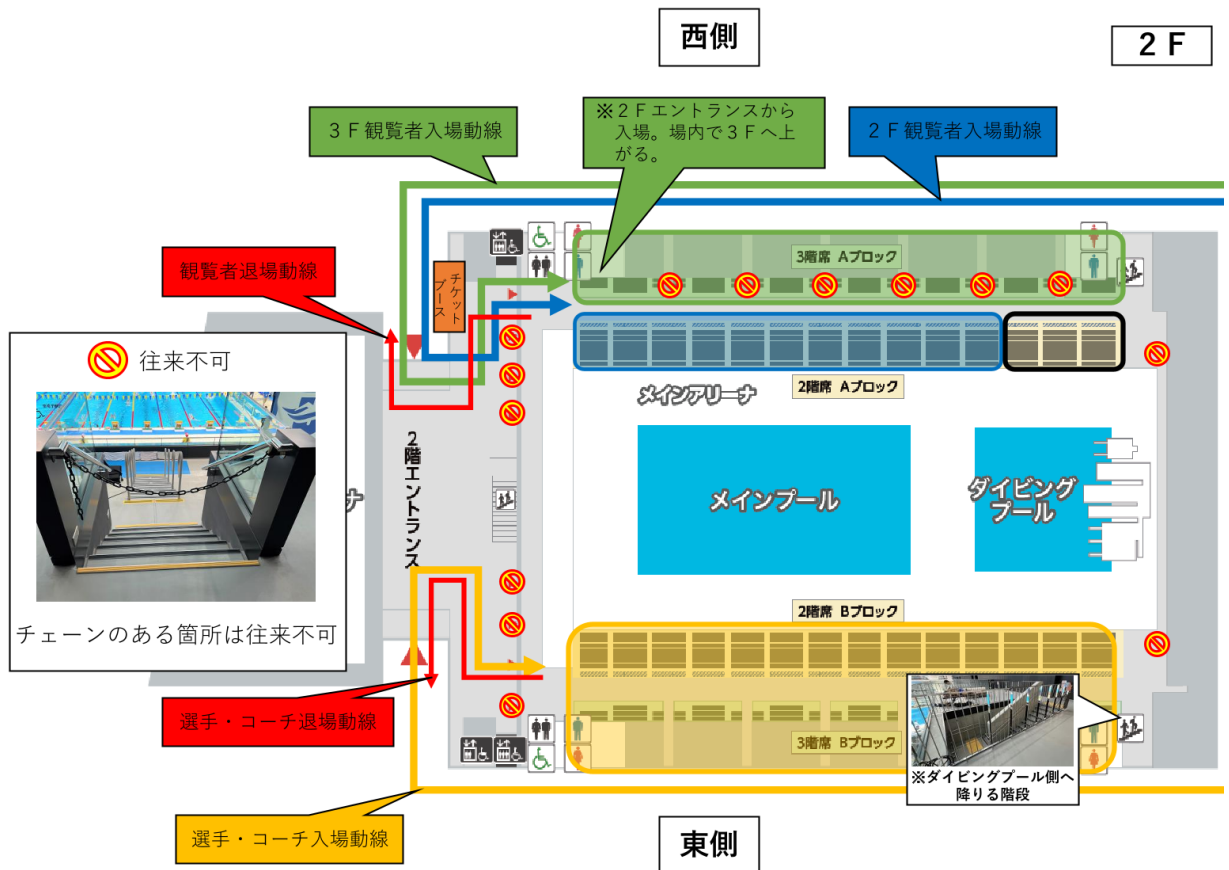 西側
２Ｆ
３Ｆ観覧者入場動線
※２Ｆエントランスから
入場。場内で３Ｆへ上
がる。
２Ｆ観覧者入場動線
観覧者退場動線
チケット
ブース
3階席 Aブロック
往来不可
チェーンのある箇所は往来不可
2階席 Aブロック
メインアリーナ
ナ
2階エントランス
メインプール
ダイビング
プール
2階席 Bブロック
3階席 Bブロック
※ダイビングプール側へ
降りる階段
選手・コーチ退場動線
選手・コーチ入場動線
東側